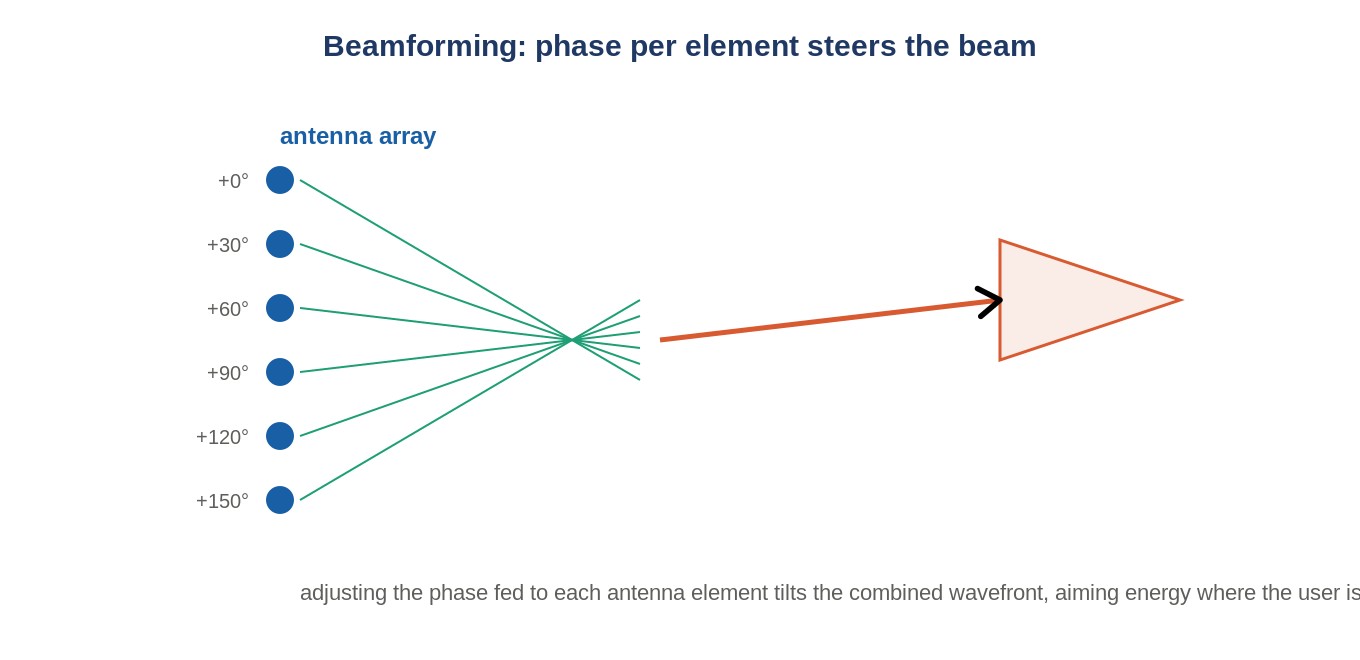 Beamforming: phase per element steers the beam
antenna array
+0°
+30°
+60°
+90°
+120°
+150°
adjusting the phase fed to each antenna element tilts the combined wavefront, aiming energy where the user is